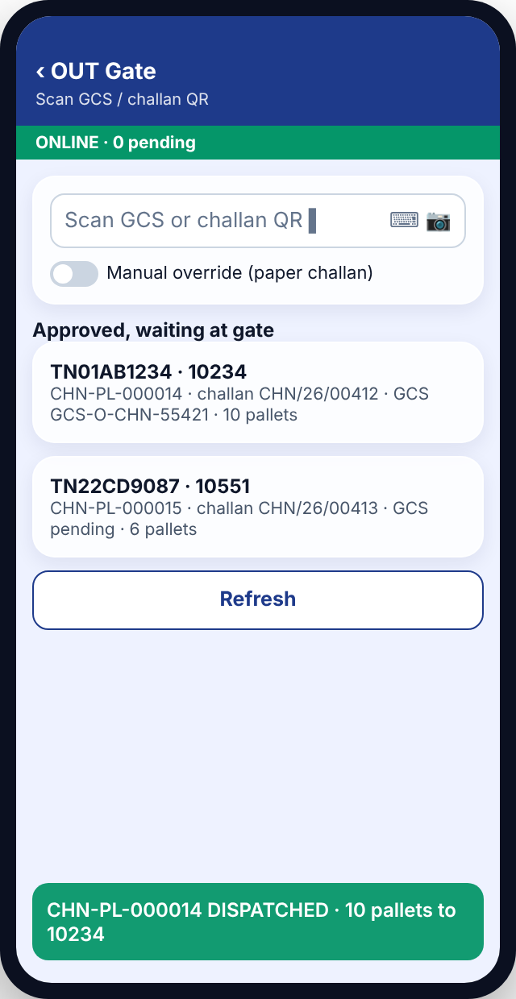 ‹ OUT Gate
Scan GCS / challan QR
ONLINE · 0 pending
Scan GCS or challan QR
Manual override (paper challan)
Approved, waiting at gate
TN01AB1234 · 10234
CHN-PL-000014 · challan CHN/26/00412 · GCS
GCS-O-CHN-55421 · 10 pallets
TN22CD9087 · 10551
CHN-PL-000015 · challan CHN/26/00413 · GCS
pending · 6 pallets
Refresh
CHN-PL-000014 DISPATCHED · 10 pallets to
10234